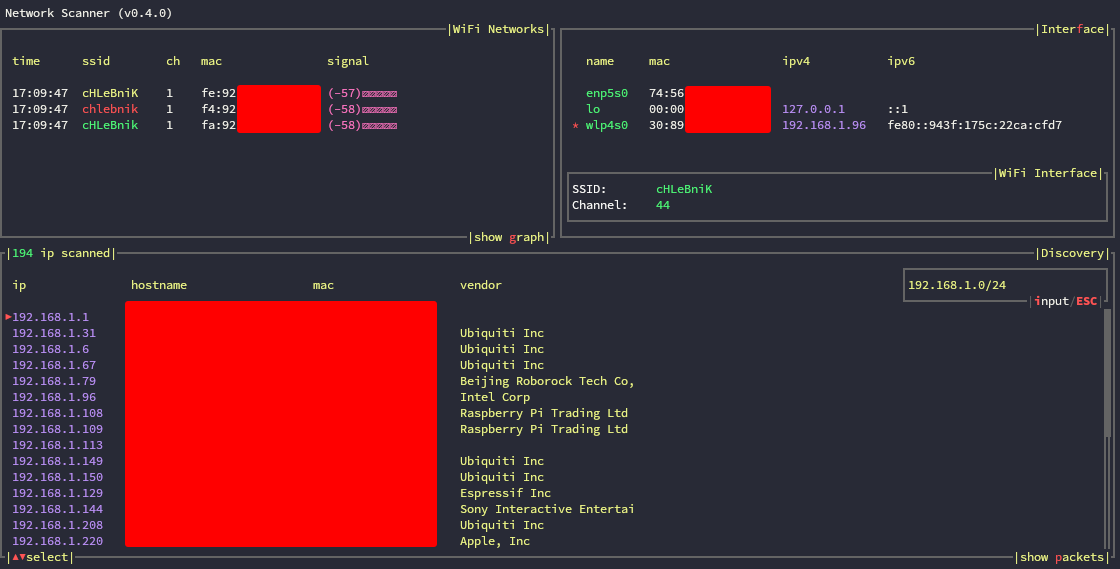 Network Scanner (v0.4.0)
|WiFi Networks|
time ssid ch mac signal
17:09:47 cHLeBniK 1 fe:92 (-57)
17:09:47 chlebnik 1 f4:92 (-58)
17:09:47 cHLeBnik 1 fa:92 (-58)
|show graph|
|Interface|
name mac ipv4 ipv6
enp5s0 74:56
lo 00:00 127.0.0.1 ::1
* wlp4s0 30:89 192.168.1.96 fe80::943f:175c:22ca:cfd7
|WiFi Interface|
SSID: cHLeBniK
Channel: 44
|194 ip scanned|
|Discovery|
ip hostname mac vendor
192.168.1.0/24
|input/ESC|
▶192.168.1.1
192.168.1.31 Ubiquiti Inc
192.168.1.6 Ubiquiti Inc
192.168.1.67 Ubiquiti Inc
192.168.1.79 Beijing Roborock Tech Co,
192.168.1.96 Intel Corp
192.168.1.108 Raspberry Pi Trading Ltd
192.168.1.109 Raspberry Pi Trading Ltd
192.168.1.113
192.168.1.149 Ubiquiti Inc
192.168.1.150 Ubiquiti Inc
192.168.1.129 Espressif Inc
192.168.1.144 Sony Interactive Entertai
192.168.1.208 Ubiquiti Inc
192.168.1.220 Apple, Inc
|▲▼select|
|show packets|